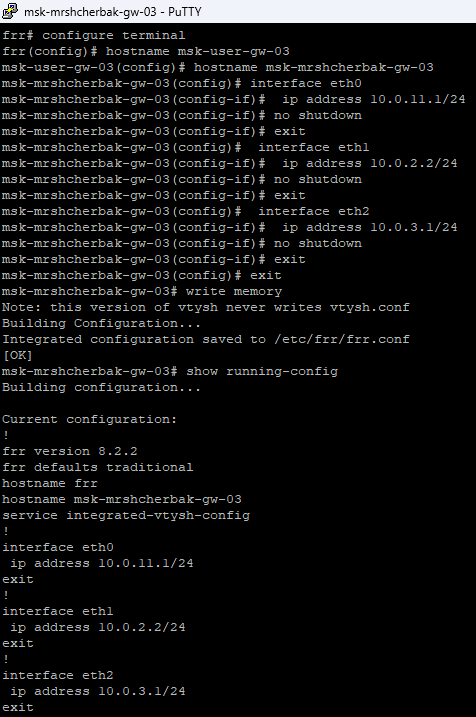 msk-mrshcherbak-gw-03 - PuTTY
frr# configure terminal
frr(config)# hostname msk-user-gw-03
msk-user-gw-03(config)# hostname msk-mrshcherbak-gw-03
msk-mrshcherbak-gw-03(config)# interface eth0
msk-mrshcherbak-gw-03(config-if)#  ip address 10.0.11.1/24
msk-mrshcherbak-gw-03(config-if)# no shutdown
msk-mrshcherbak-gw-03(config-if)# exit
msk-mrshcherbak-gw-03(config)#  interface eth1
msk-mrshcherbak-gw-03(config-if)#  ip address 10.0.2.2/24
msk-mrshcherbak-gw-03(config-if)# no shutdown
msk-mrshcherbak-gw-03(config-if)# exit
msk-mrshcherbak-gw-03(config)#  interface eth2
msk-mrshcherbak-gw-03(config-if)#  ip address 10.0.3.1/24
msk-mrshcherbak-gw-03(config-if)# no shutdown
msk-mrshcherbak-gw-03(config-if)# exit
msk-mrshcherbak-gw-03(config)# exit
msk-mrshcherbak-gw-03# write memory
Note: this version of vtysh never writes vtysh.conf
Building Configuration...
Integrated configuration saved to /etc/frr/frr.conf
[OK]
msk-mrshcherbak-gw-03# show running-config
Building configuration...

Current configuration:
!
frr version 8.2.2
frr defaults traditional
hostname frr
hostname msk-mrshcherbak-gw-03
service integrated-vtysh-config
!
interface eth0
 ip address 10.0.11.1/24
exit
!
interface eth1
 ip address 10.0.2.2/24
exit
!
interface eth2
 ip address 10.0.3.1/24
exit